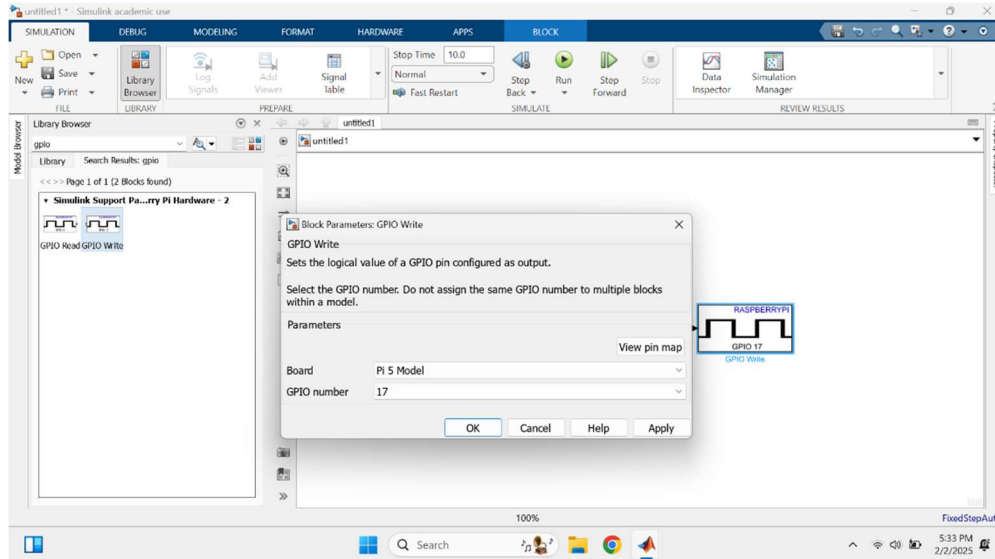 untitled1 * - Simulink academic use
SIMULATION DEBUG MODELING FORMAT HARDWARE APPS BLOCK
New
Open
Save
Print
FILE
Library Browser
LIBRARY
Log Signals
Add Viewer
Signal Table
PREPARE
Stop Time 10.0
Normal
Fast Restart
Step Back
Run
Step Forward
Stop
SIMULATE
Data Inspector
Simulation Manager
REVIEW RESULTS
Model Browser
Library Browser
gpio
Library Search Results: gpio
<< < > > Page 1 of 1 (2 Blocks found)
Simulink Support Pa...rry Pi Hardware - 2
GPIO Read GPIO Write
untitled1
untitled1
Block Parameters: GPIO Write
GPIO Write
Sets the logical value of a GPIO pin configured as output.
Select the GPIO number. Do not assign the same GPIO number to multiple blocks
within a model.
Parameters
View pin map
Board Pi 5 Model
GPIO number 17
OK Cancel Help Apply
RASPBERRYPI
GPIO 17
GPIO Write
100%
FixedStepAut
Search
5:33 PM
2/2/2025